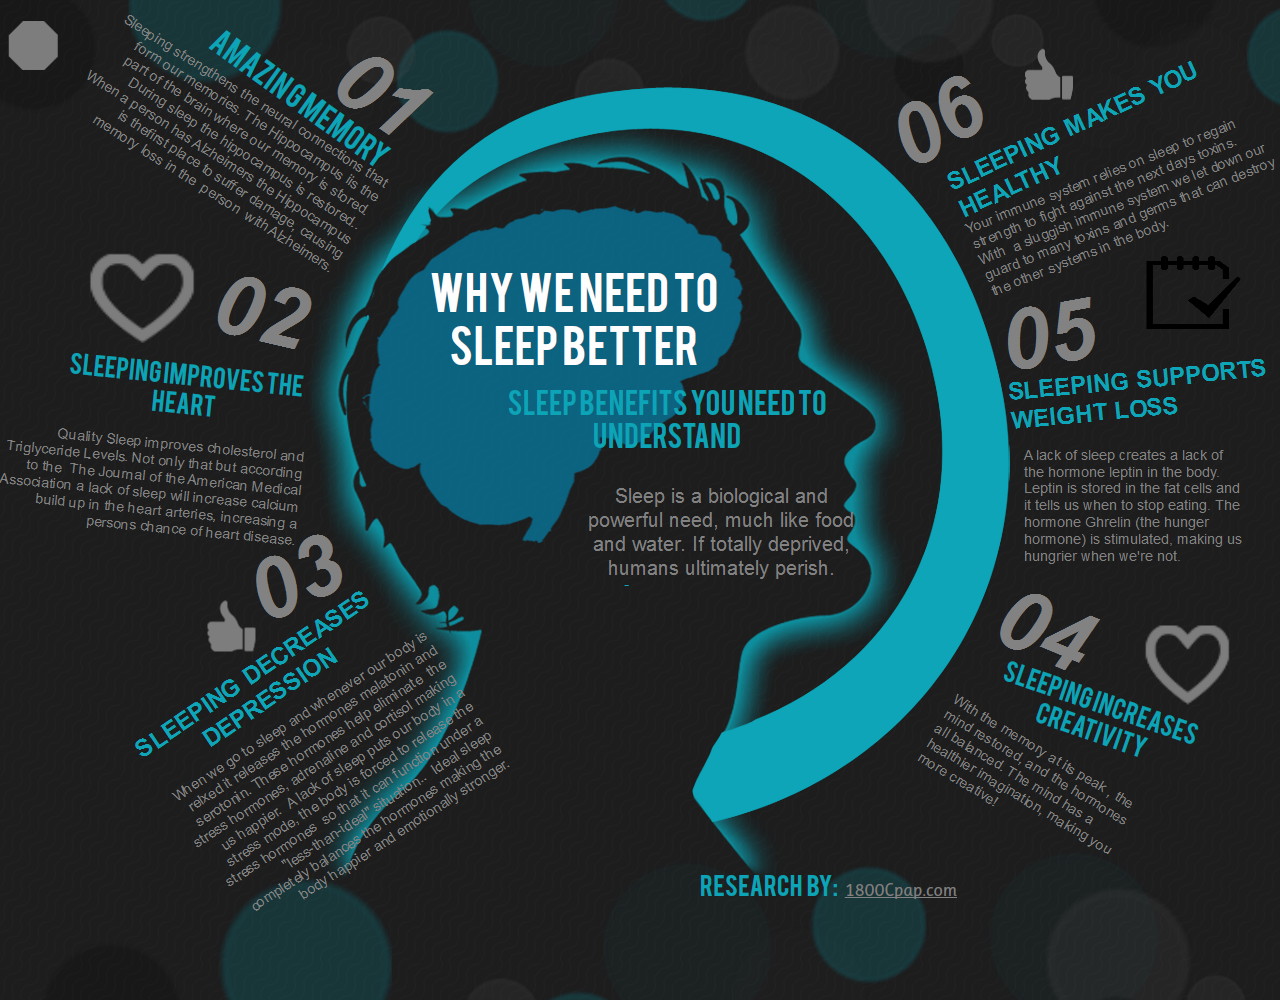 WHY WE NEED TO
SLEEP BETTER
SLEEP BENEFITS YOU NEED TO
UNDERSTAND
Sleep is a biological and
powerful need, much like food
and water. If totally deprived,
humans ultimately perish.
01
AMAZING MEMORY
Sleeping strengthens the neural connections that
form our memories. The Hippocampus iis the
part of the brain where our memory is stored.
During sleep the hippocampus is restored..
When a person has Alzheimers the Hippocampus
is thefirst place to suffer damage, causing
memory loss in the person with Alzheimers.
02
SLEEPING IMPROVES THE
HEART
Quality Sleep improves cholesterol and
Triglyceride Levels. Not only that but according
to the The Journal of the American Medical
Association a lack of sleep will increase calcium
build up in the heart arteries, increasing a
persons chance of heart disease.
03
SLEEPING DECREASES
DEPRESSION
When we go to sleep and whenever our body is
relxed it releases the hormones melatonin and
serotonin. These hormones help eliminate the
stress hormones, adrenaline and cortisol making
us happier. A lack of sleep puts our body in a
stress mode, the body is forced to release the
stress hormones so that it can function under a
"less-than-ideal" situation.. Ideal sleep
completely balances the hormones making the
body happier and emotionally stronger.
04
SLEEPING INCREASES
CREATIVITY
With the memory at its peak, the
mind restored, and the hormones
all balanced. The mind has a
healthier imagination, making you
more creative!
05
SLEEPING SUPPORTS
WEIGHT LOSS
A lack of sleep creates a lack of
the hormone leptin in the body.
Leptin is stored in the fat cells and
it tells us when to stop eating. The
hormone Ghrelin (the hunger
hormone) is stimulated, making us
hungrier when we're not.
06
SLEEPING MAKES YOU
HEALTHY
Your immune system relies on sleep to regain
strength to fight against the next days toxins.
With a sluggish immune system we let down our
guard to many toxins and germs that can destroy
the other systems in the body.
RESEARCH BY: 1800Cpap.com